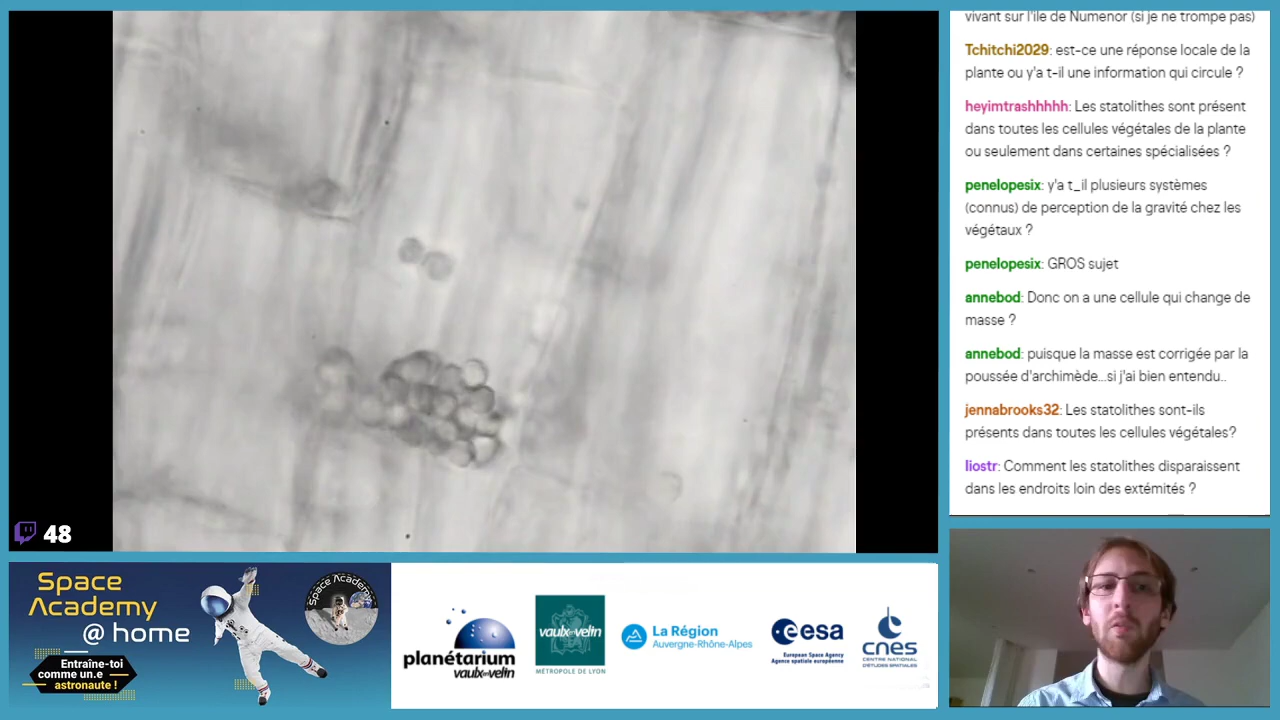 vivant sur l'ile de Numenor (si je ne trompe pas)
Tchitchi2029: est-ce une réponse locale de la
plante ou y'a t-il une information qui circule ?
heyimtrashhhhh: Les statolithes sont présent
dans toutes les cellules végétales de la plante
ou seulement dans certaines spécialisées ?
penelopesix: y'a t_il plusieurs systèmes
(connus) de perception de la gravité chez les
végétaux ?
penelopesix: GROS sujet
annebod: Donc on a une cellule qui change de
masse ?
annebod: puisque la masse est corrigée par la
poussée d'archimède...si j'ai bien entendu..
jennabrooks32: Les statolithes sont-ils
présents dans toutes les cellules végétales?
liostr: Comment les statolithes disparaissent
dans les endroits loin des extémités ?
48
Space
Academy
@ home
Entraîne-toi
comme un.e
astronaute !
Space Academy
planétarium
vaulx en velin
vaulx en velin
MÉTROPOLE DE LYON
La Région
Auvergne-Rhône-Alpes
esa
European Space Agency
Agence spatiale européenne
cnes
CENTRE NATIONAL
D'ÉTUDES SPATIALES